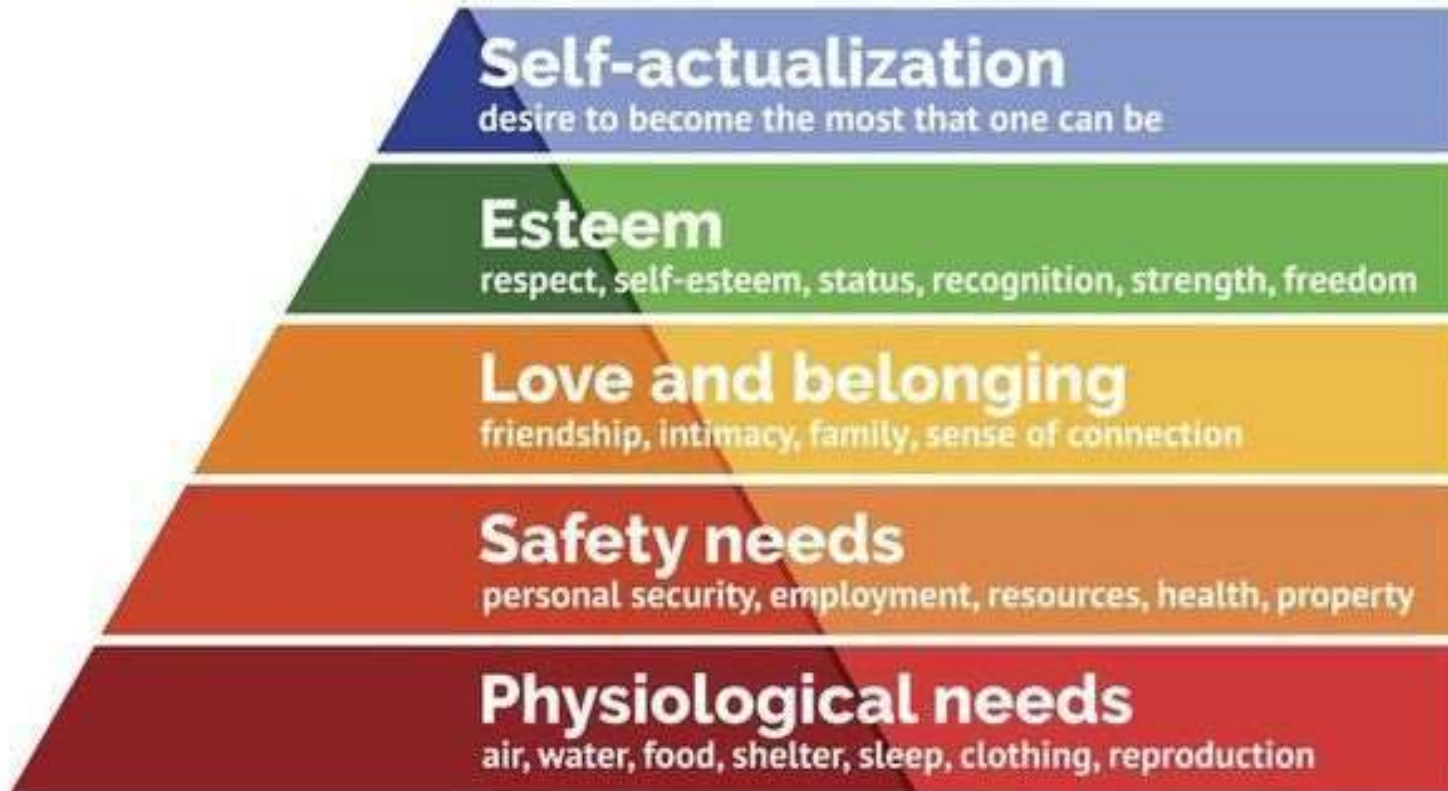 Self-actualization
desire to become the most that one can be
Esteem
respect, self-esteem, status, recognition, strength, freedom
Love and belonging
friendship, intimacy, family, sense of connection
Safety needs
personal security, employment, resources, health, property
Physiological needs
air, water, food, shelter, sleep, clothing, reproduction